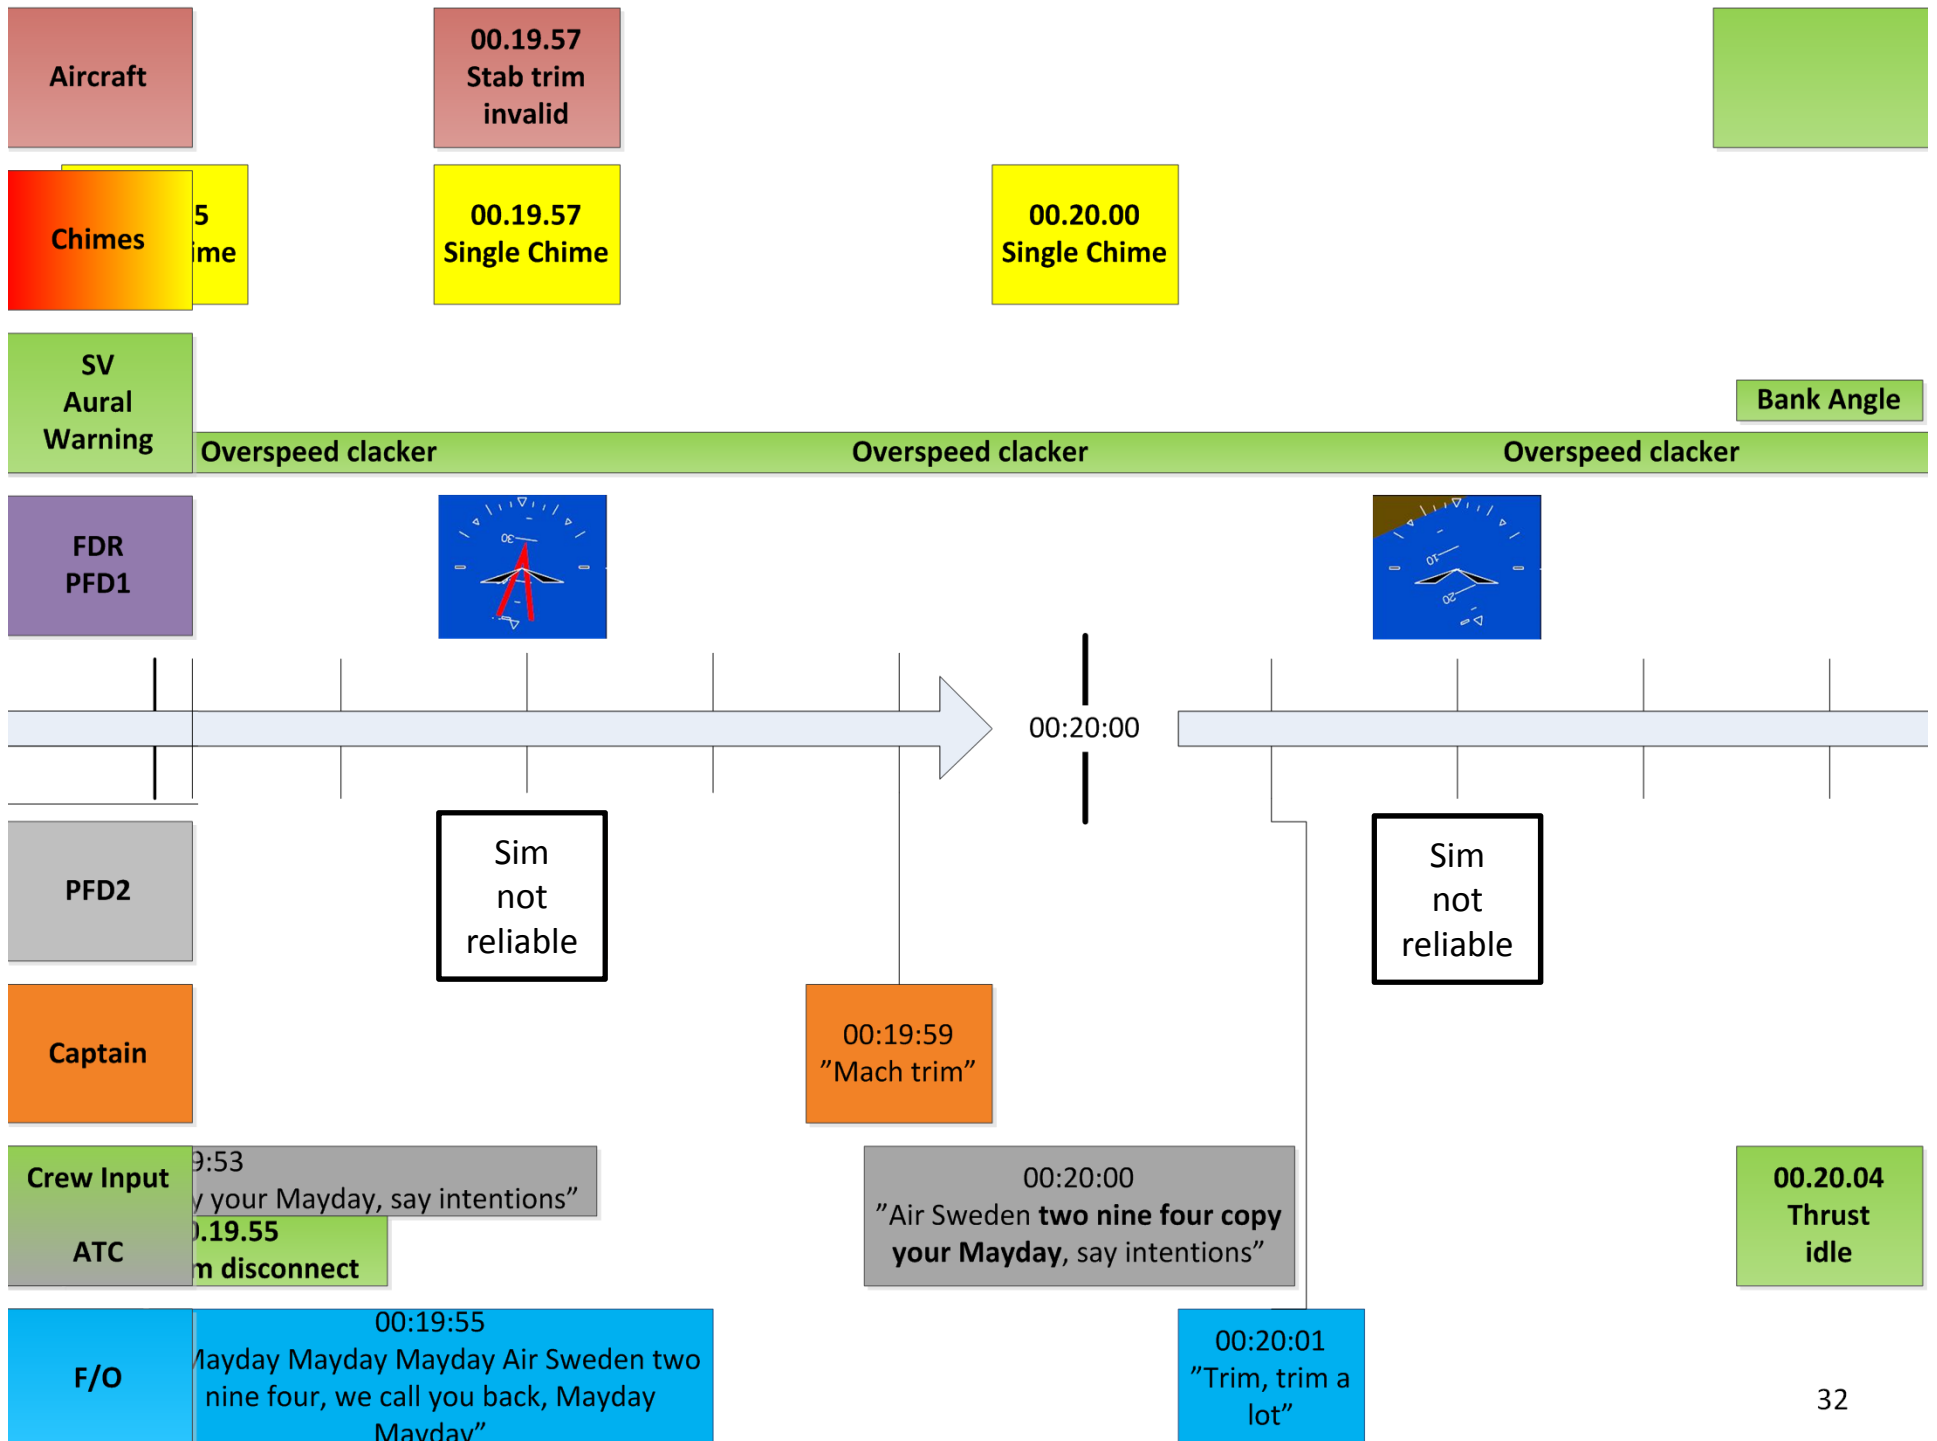 Aircraft
00.19.57
Stab trim
invalid
Chimes
5
ime
00.19.57
Single Chime
00.20.00
Single Chime
SV
Aural
Warning
Bank Angle
Overspeed clacker
Overspeed clacker
Overspeed clacker
FDR
PFD1
30
10
20
00:20:00
PFD2
Sim
not
reliable
Sim
not
reliable
Captain
00:19:59
”Mach trim”
Crew Input
ATC
9:53
y your Mayday, say intentions”
0.19.55
m disconnect
00:20:00
”Air Sweden two nine four copy
your Mayday, say intentions”
00.20.04
Thrust
idle
F/O
00:19:55
Mayday Mayday Mayday Air Sweden two
nine four, we call you back, Mayday
Mayday”
00:20:01
”Trim, trim a
lot”
32